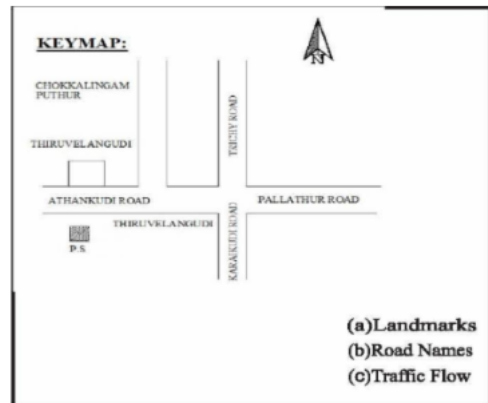 KEYMAP:
N
CHOKKALINGAM
PUTHUR
TRICHY ROAD
THIRUVELANGUDI
ATHANKUDI ROAD
PALLATHUR ROAD
THIRUVELANGUDI
KARAIKUDI ROAD
P.S
(a)Landmarks
(b)Road Names
(c)Traffic Flow